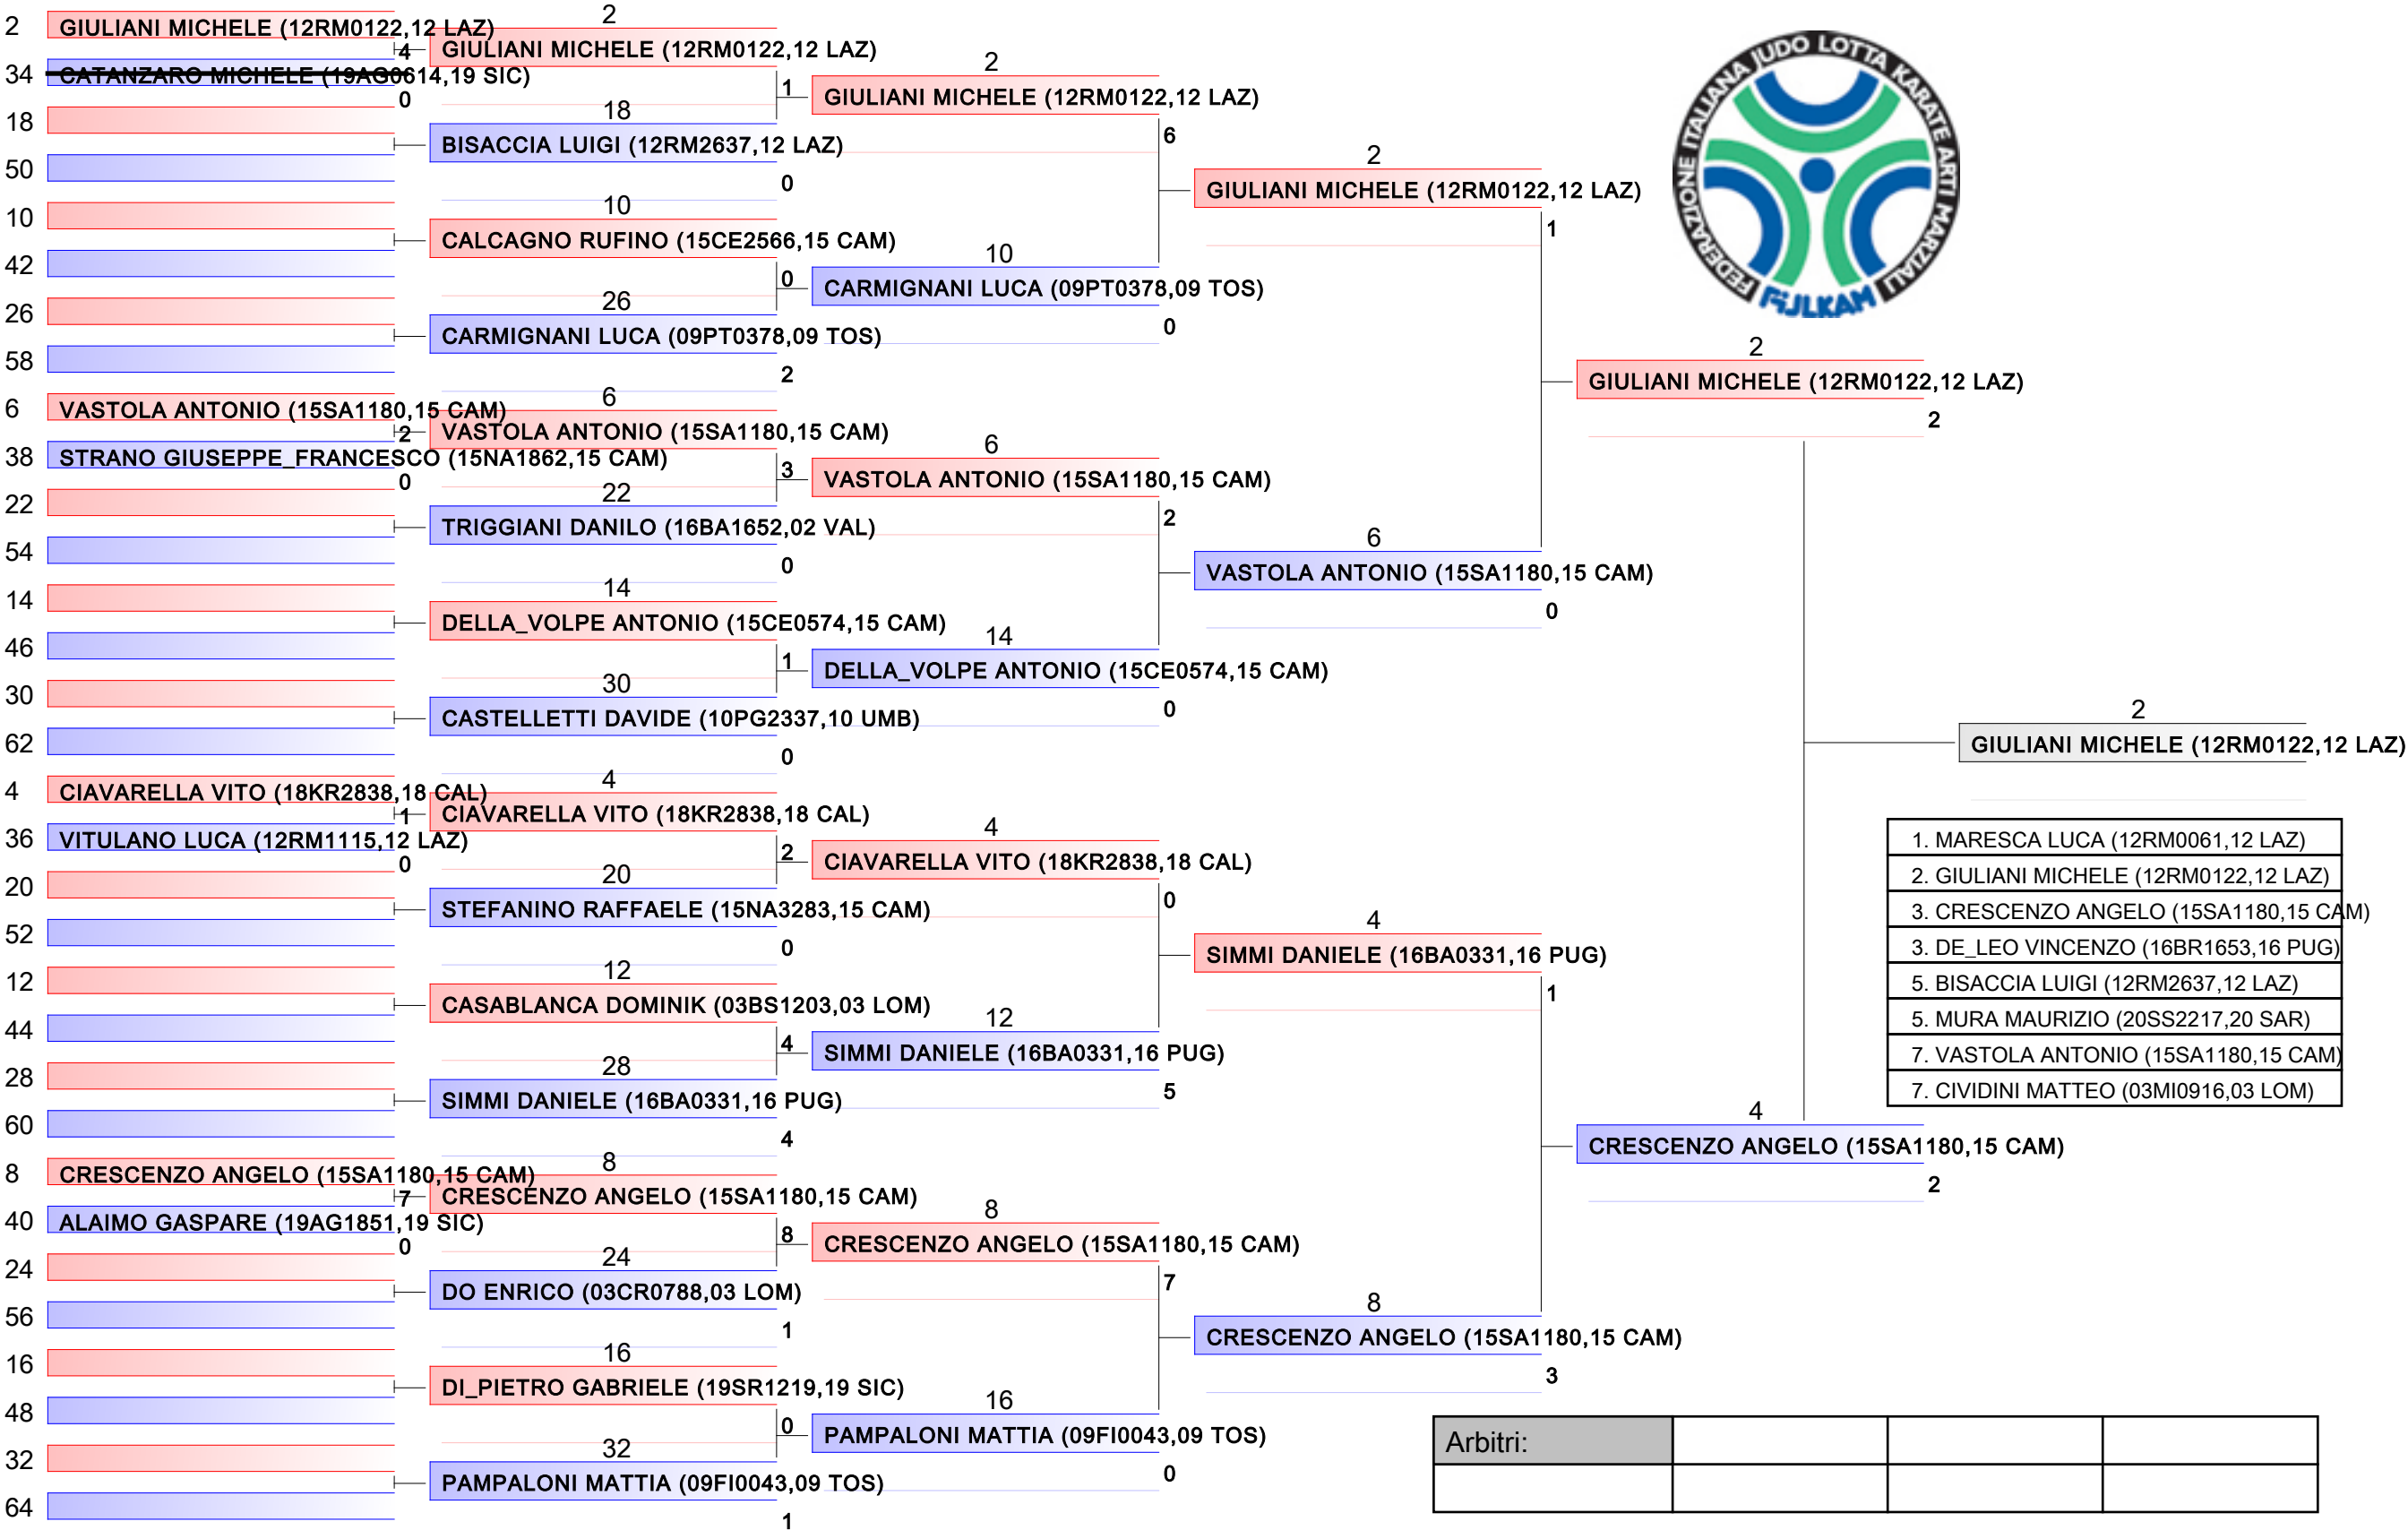 2 GIULIANI MICHELE (12RM0122,12 LAZ)
4
34 CATANZARO MICHELE (19AG0614,19 SIC)
0
18
50
10
42
26
58
6 VASTOLA ANTONIO (15SA1180,15 CAM)
2
38 STRANO GIUSEPPE_FRANCESCO (15NA1862,15 CAM)
0
22
54
14
46
30
62
4 CIAVARELLA VITO (18KR2838,18 CAL)
1
36 VITULANO LUCA (12RM1115,12 LAZ)
0
20
52
12
44
28
60
8 CRESCENZO ANGELO (15SA1180,15 CAM)
7
40 ALAIMO GASPARE (19AG1851,19 SIC)
0
24
56
16
48
32
64
2
GIULIANI MICHELE (12RM0122,12 LAZ)
1
18
BISACCIA LUIGI (12RM2637,12 LAZ)
0
10
CALCAGNO RUFINO (15CE2566,15 CAM)
0
26
CARMIGNANI LUCA (09PT0378,09 TOS)
2
6
VASTOLA ANTONIO (15SA1180,15 CAM)
3
22
TRIGGIANI DANILO (16BA1652,02 VAL)
0
14
DELLA_VOLPE ANTONIO (15CE0574,15 CAM)
1
30
CASTELLETTI DAVIDE (10PG2337,10 UMB)
0
4
CIAVARELLA VITO (18KR2838,18 CAL)
2
20
STEFANINO RAFFAELE (15NA3283,15 CAM)
0
12
CASABLANCA DOMINIK (03BS1203,03 LOM)
4
28
SIMMI DANIELE (16BA0331,16 PUG)
4
8
CRESCENZO ANGELO (15SA1180,15 CAM)
8
24
DO ENRICO (03CR0788,03 LOM)
1
16
DI_PIETRO GABRIELE (19SR1219,19 SIC)
0
32
PAMPALONI MATTIA (09FI0043,09 TOS)
1
2
GIULIANI MICHELE (12RM0122,12 LAZ)
6
10
CARMIGNANI LUCA (09PT0378,09 TOS)
0
6
VASTOLA ANTONIO (15SA1180,15 CAM)
2
14
DELLA_VOLPE ANTONIO (15CE0574,15 CAM)
0
4
CIAVARELLA VITO (18KR2838,18 CAL)
0
12
SIMMI DANIELE (16BA0331,16 PUG)
5
8
CRESCENZO ANGELO (15SA1180,15 CAM)
7
16
PAMPALONI MATTIA (09FI0043,09 TOS)
0
2
GIULIANI MICHELE (12RM0122,12 LAZ)
1
6
VASTOLA ANTONIO (15SA1180,15 CAM)
0
4
SIMMI DANIELE (16BA0331,16 PUG)
1
8
CRESCENZO ANGELO (15SA1180,15 CAM)
3
2
GIULIANI MICHELE (12RM0122,12 LAZ)
2
4
CRESCENZO ANGELO (15SA1180,15 CAM)
2
2
GIULIANI MICHELE (12RM0122,12 LAZ)
FEDERAZIONE ITALIANA JUDO LOTTA KARATE ARTI MARZIALI
FIJLKAM
1. MARESCA LUCA (12RM0061,12 LAZ)
2. GIULIANI MICHELE (12RM0122,12 LAZ)
3. CRESCENZO ANGELO (15SA1180,15 CAM)
3. DE_LEO VINCENZO (16BR1653,16 PUG)
5. BISACCIA LUIGI (12RM2637,12 LAZ)
5. MURA MAURIZIO (20SS2217,20 SAR)
7. VASTOLA ANTONIO (15SA1180,15 CAM)
7. CIVIDINI MATTEO (03MI0916,03 LOM)
Arbitri: